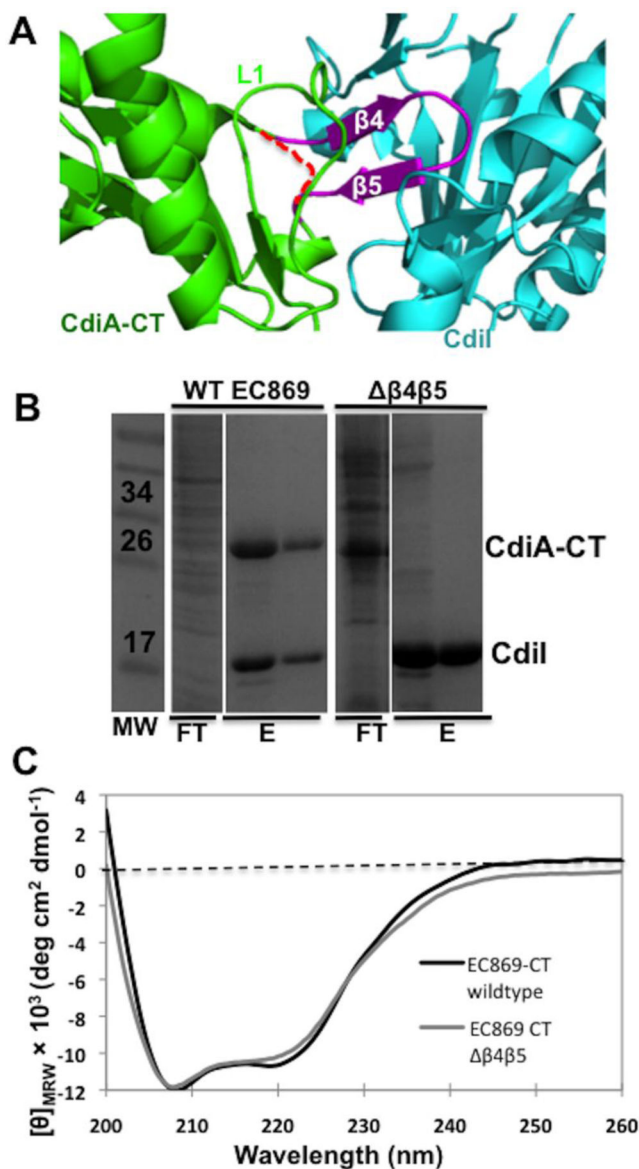 A
L1
β4
β5
CdiA-CT
CdiI
B
WT EC869
Δβ4β5
34
26
17
CdiA-CT
CdiI
MW
FT
E
FT
E
C
4
2
0
-2
-4
-6
-8
-10
-12
[θ]MRW × 10³ (deg cm² dmol⁻¹)
EC869-CT
wildtype
EC869 CT
Δβ4β5
200
210
220
230
240
250
260
Wavelength (nm)